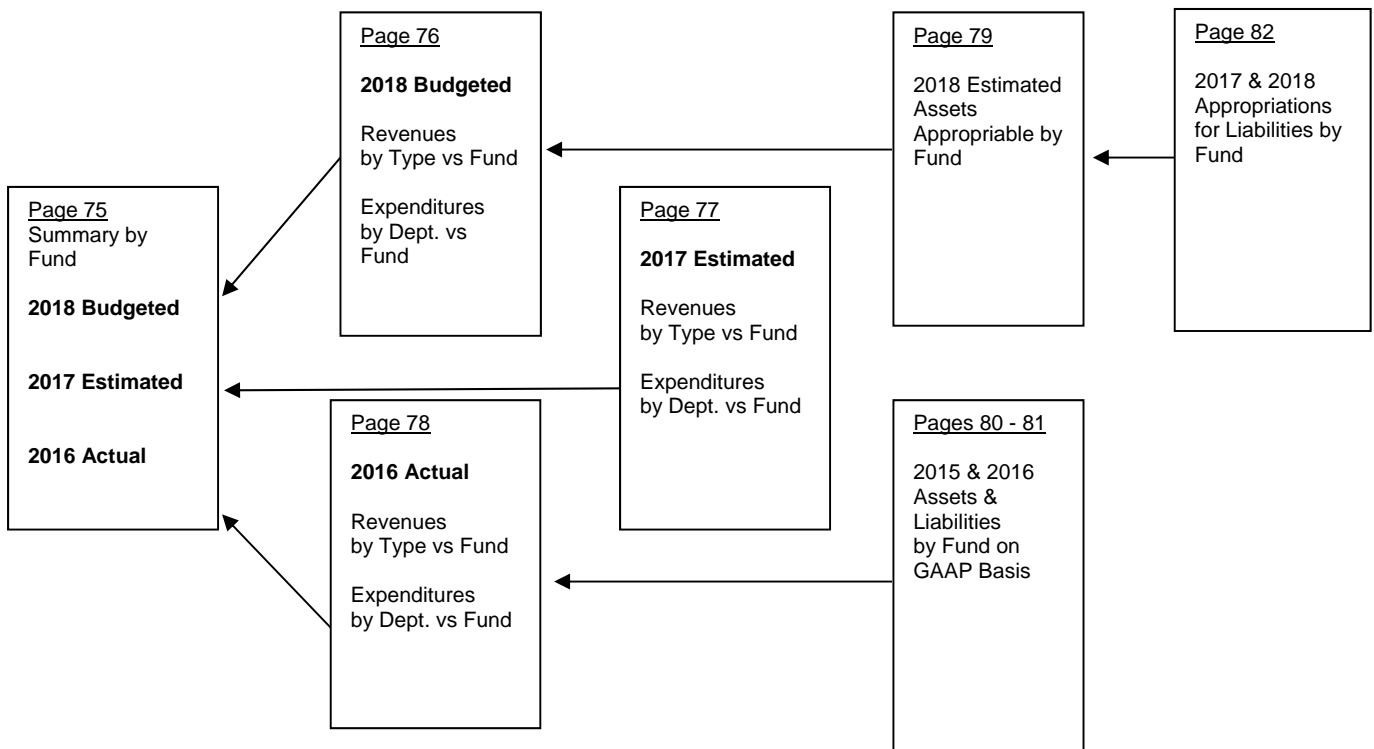 Page 76
2018 Budgeted
Revenues
by Type vs Fund
Expenditures
by Dept. vs
Fund
Page 79
2018 Estimated
Assets
Appropriable by
Fund
Page 82
2017 & 2018
Appropriations
for Liabilities by
Fund
Page 75
Summary by
Fund
2018 Budgeted
2017 Estimated
2016 Actual
Page 77
2017 Estimated
Revenues
by Type vs Fund
Expenditures
by Dept. vs Fund
Page 78
2016 Actual
Revenues
by Type vs Fund
Expenditures
by Dept. vs Fund
Pages 80 - 81
2015 & 2016
Assets &
Liabilities
by Fund on
GAAP Basis